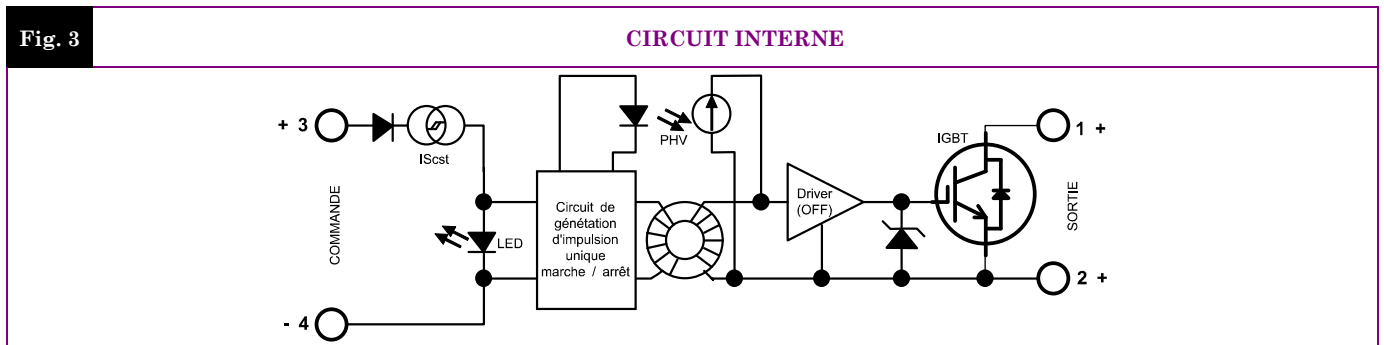 Fig. 3
CIRCUIT INTERNE
+ 3
IScst
PHV
IGBT
1 +
COMMANDE
LED
Circuit de
génétation
d'impulsion
unique
marche / arrêt
Driver
(OFF)
SORTIE
2 +
- 4